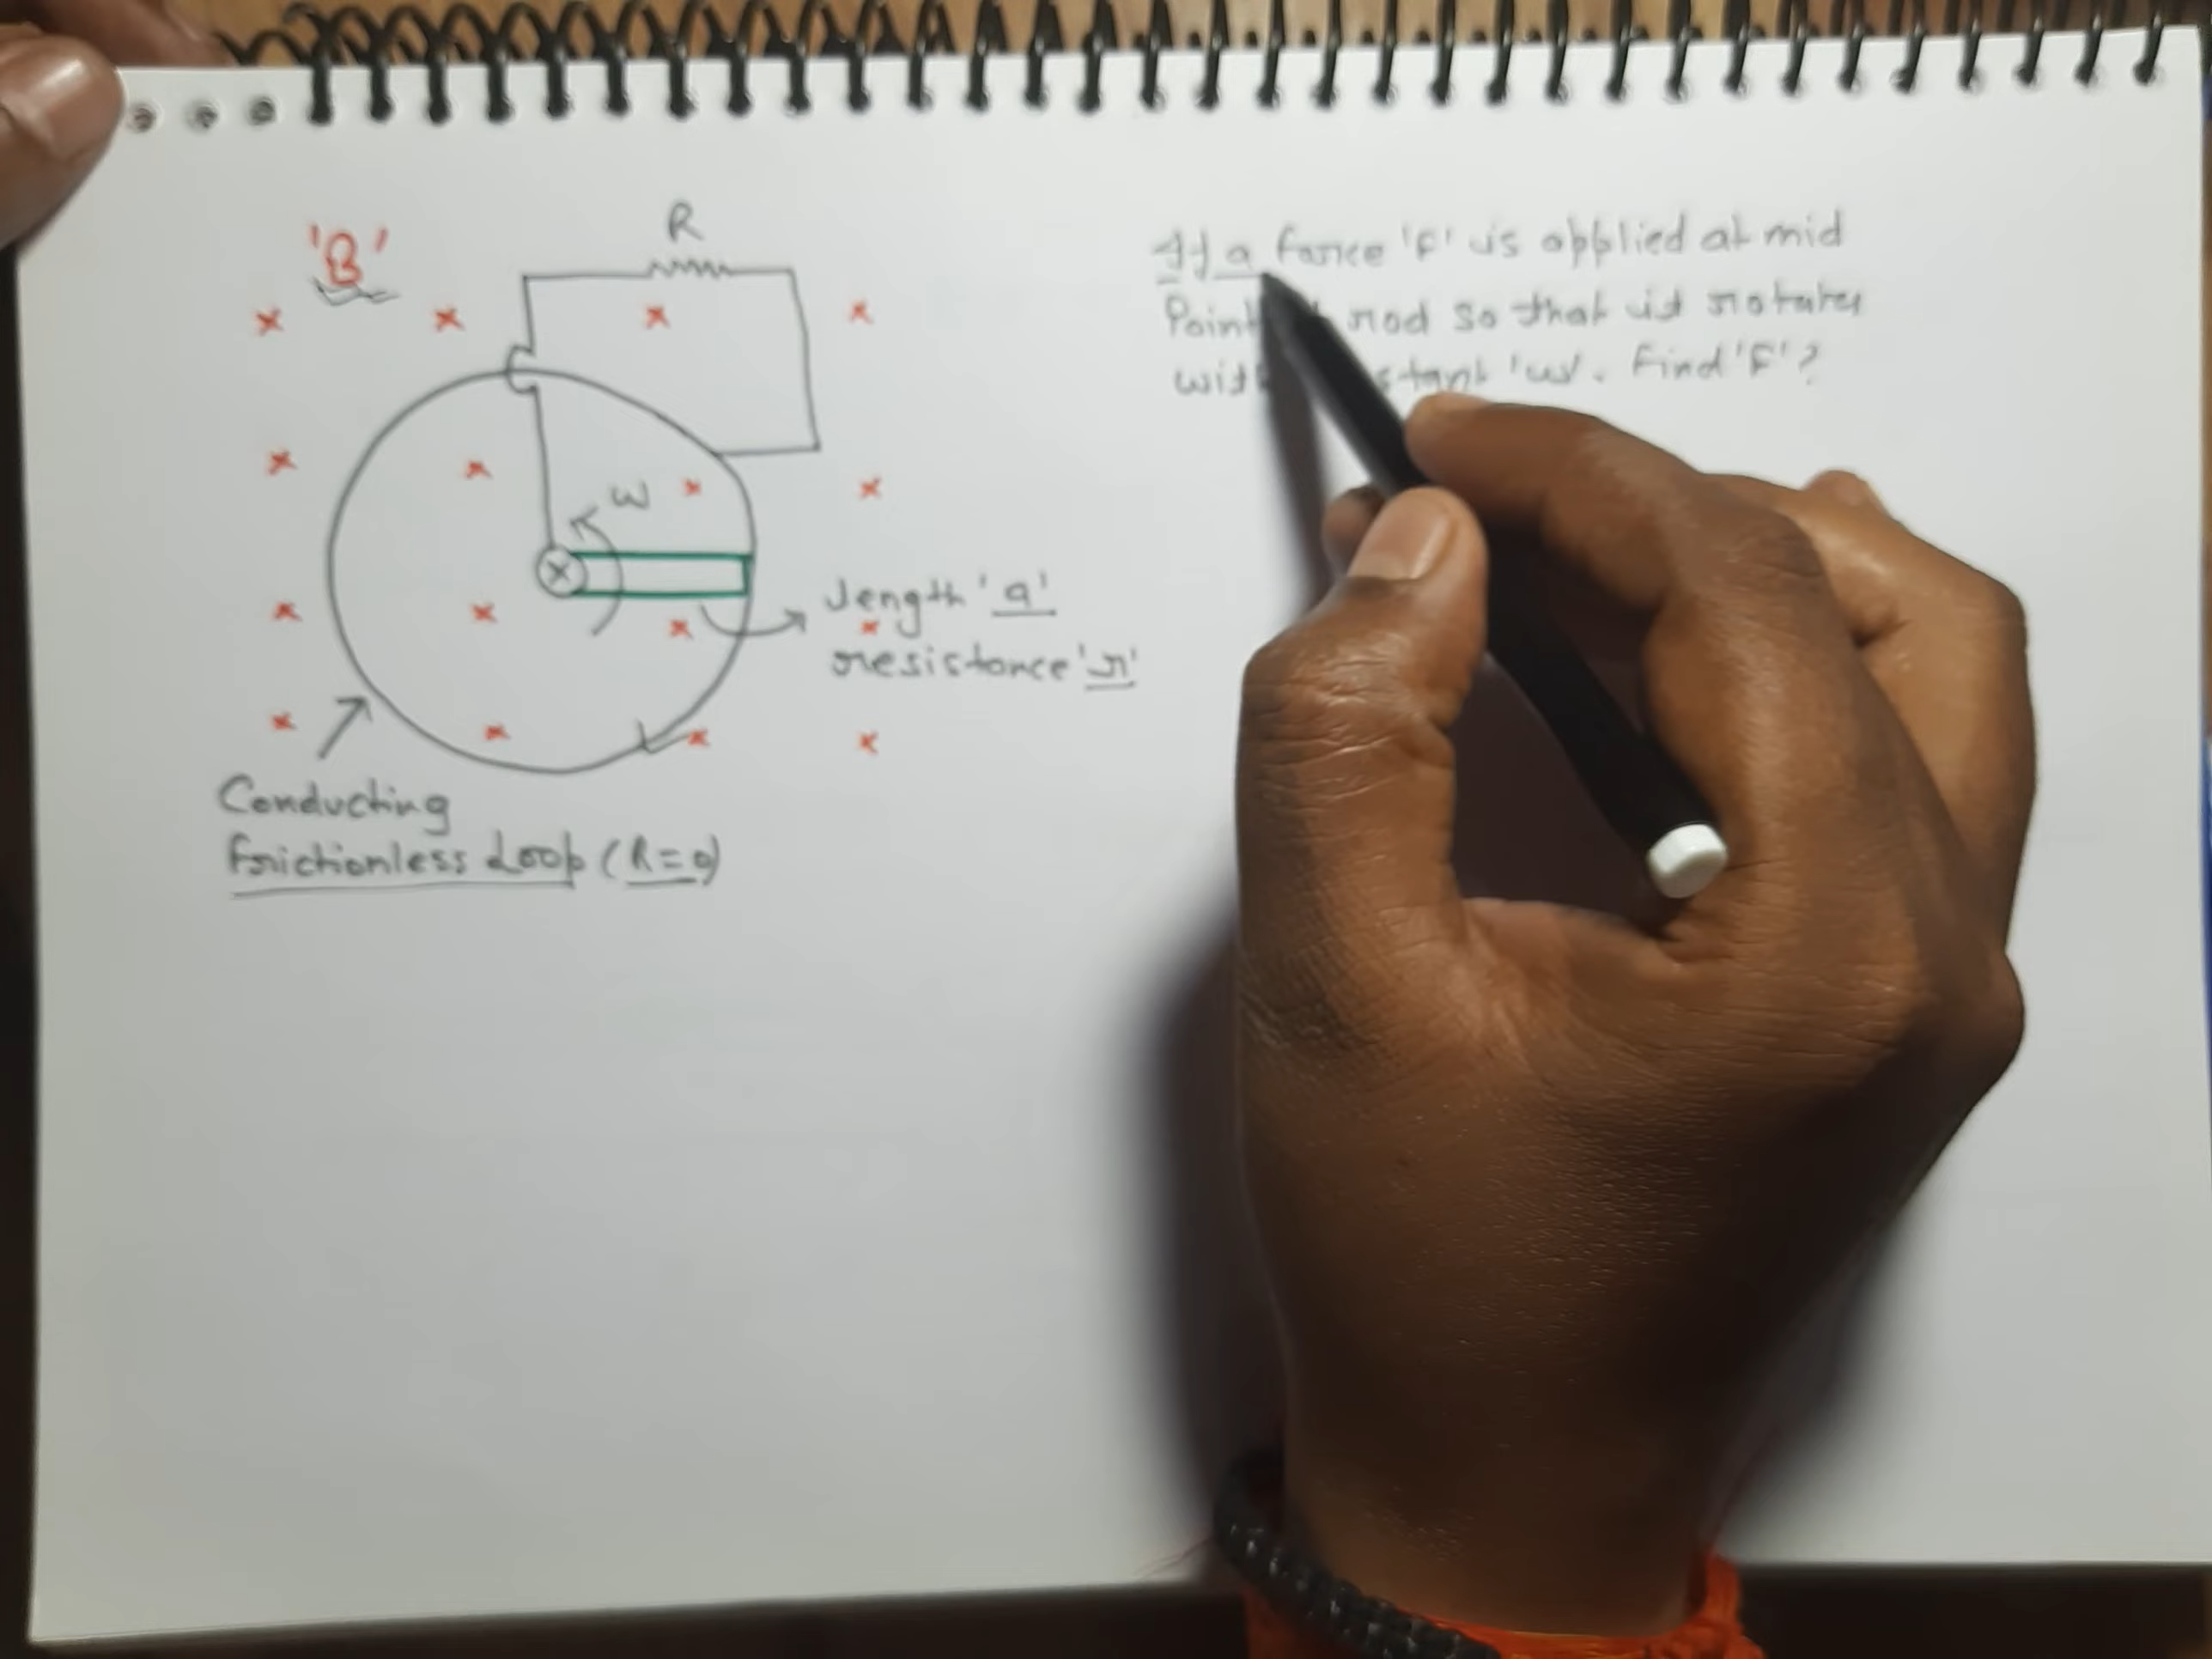 'B'
R
If a force 'F' is applied at mid
Point rod so that it rotates
'w'. Find 'F'?
ω
length 'a'
resistance 'r'
Conducting
frictionless Loop (R=0)